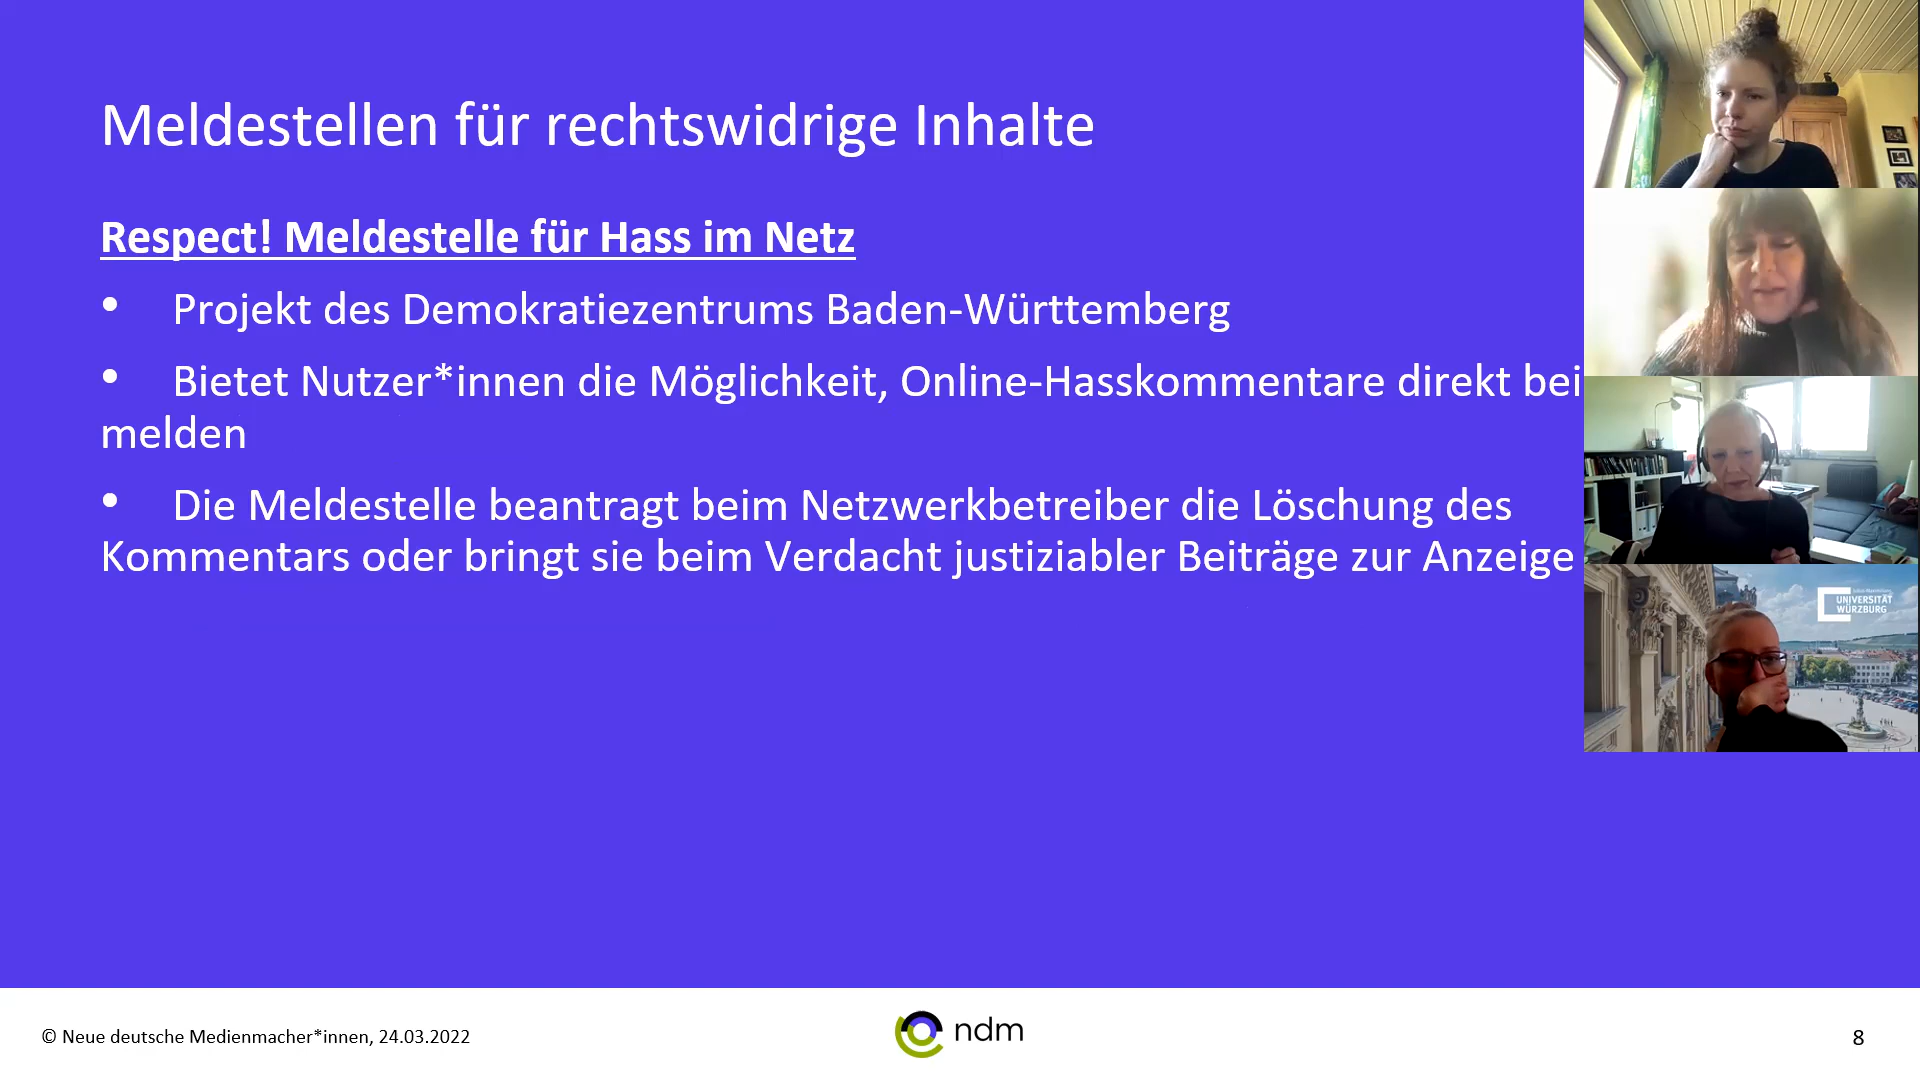 Meldestellen für rechtswidrige Inhalte
Respect! Meldestelle für Hass im Netz
• Projekt des Demokratiezentrums Baden-Württemberg
• Bietet Nutzer*innen die Möglichkeit, Online-Hasskommentare direkt bei
melden
• Die Meldestelle beantragt beim Netzwerkbetreiber die Löschung des
Kommentars oder bringt sie beim Verdacht justiziabler Beiträge zur Anzeige
UNIVERSITÄT
WÜRZBURG
© Neue deutsche Medienmacher*innen, 24.03.2022
ndm
8